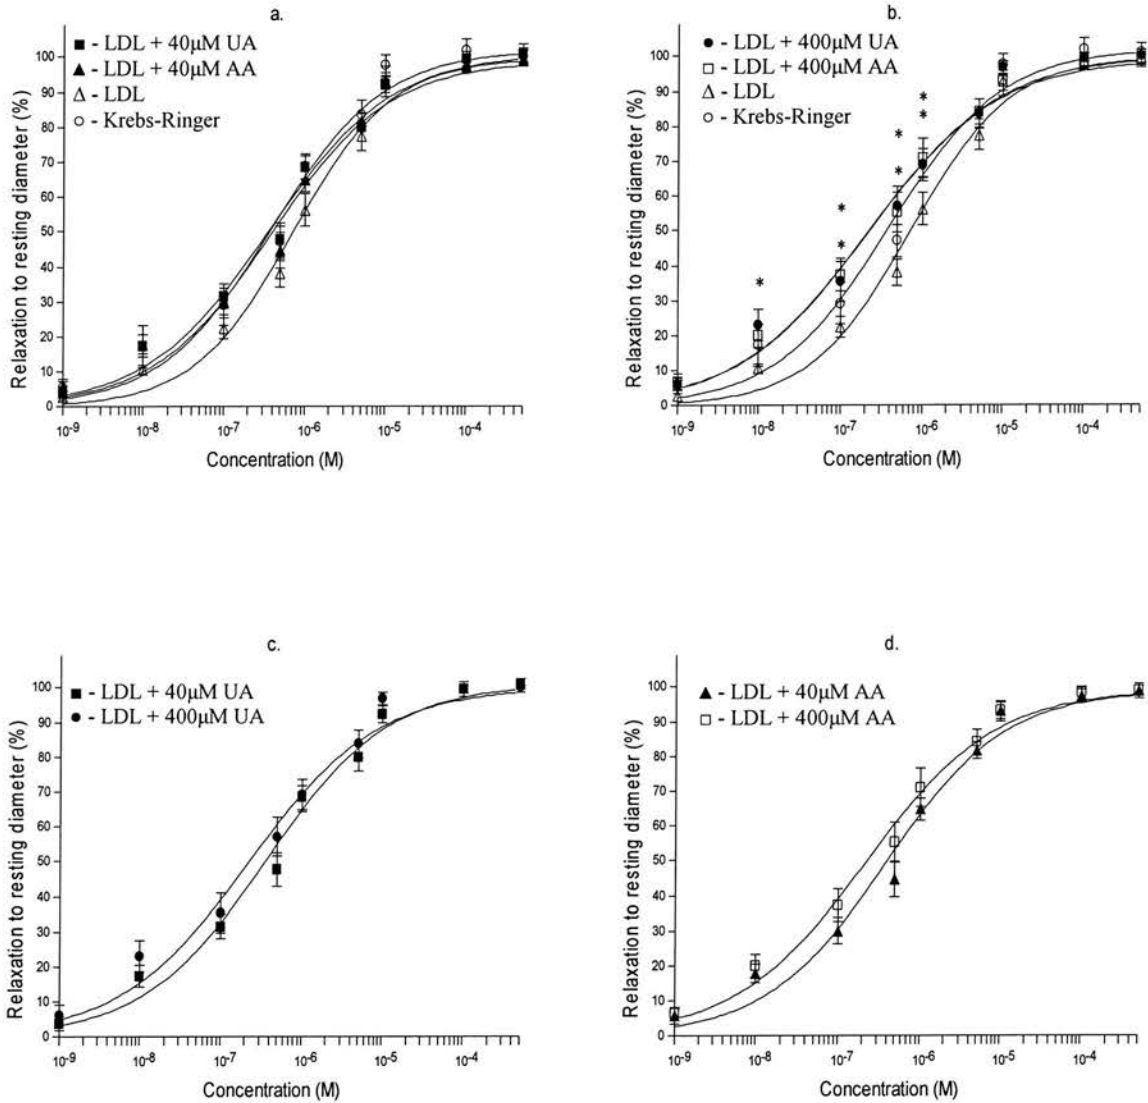 a.
■ - LDL + 40µM UA
▲ - LDL + 40µM AA
△ - LDL
○ - Krebs-Ringer
Relaxation to resting diameter (%)
100
90
80
70
60
50
40
30
20
10
0
10⁻⁹ 10⁻⁸ 10⁻⁷ 10⁻⁶ 10⁻⁵ 10⁻⁴
Concentration (M)
b.
● - LDL + 400µM UA
□ - LDL + 400µM AA
△ - LDL
○ - Krebs-Ringer
Relaxation to resting diameter (%)
100
90
80
70
60
50
40
30
20
10
0
* * * * * * *
10⁻⁹ 10⁻⁸ 10⁻⁷ 10⁻⁶ 10⁻⁵ 10⁻⁴
Concentration (M)
c.
■ - LDL + 40µM UA
● - LDL + 400µM UA
Relaxation to resting diameter (%)
100
90
80
70
60
50
40
30
20
10
0
10⁻⁹ 10⁻⁸ 10⁻⁷ 10⁻⁶ 10⁻⁵ 10⁻⁴
Concentration (M)
d.
▲ - LDL + 40µM AA
□ - LDL + 400µM AA
Relaxation to resting diameter (%)
100
90
80
70
60
50
40
30
20
10
0
10⁻⁹ 10⁻⁸ 10⁻⁷ 10⁻⁶ 10⁻⁵ 10⁻⁴
Concentration (M)